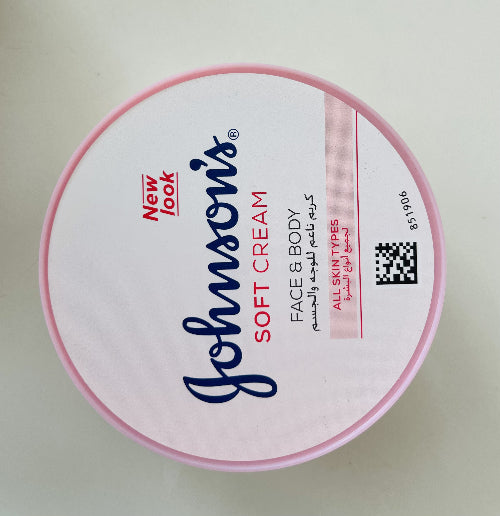 New
look
Johnson's®
SOFT CREAM
FACE & BODY
كريم ناعم للوجه والجسم
ALL SKIN TYPES
لجميع أنواع البشرة
851906